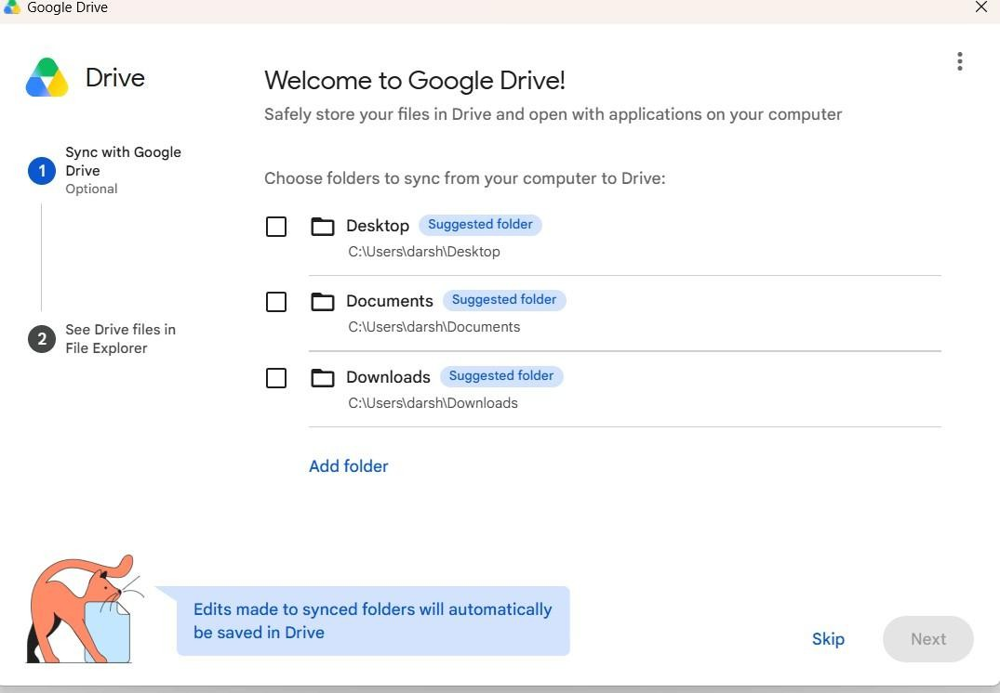 Google Drive
Drive
Welcome to Google Drive!
Safely store your files in Drive and open with applications on your computer
1
Sync with Google
Drive
Optional
2
See Drive files in
File Explorer
Choose folders to sync from your computer to Drive:
Desktop Suggested folder
C:\Users\darsh\Desktop
Documents Suggested folder
C:\Users\darsh\Documents
Downloads Suggested folder
C:\Users\darsh\Downloads
Add folder
Edits made to synced folders will automatically
be saved in Drive
Skip Next